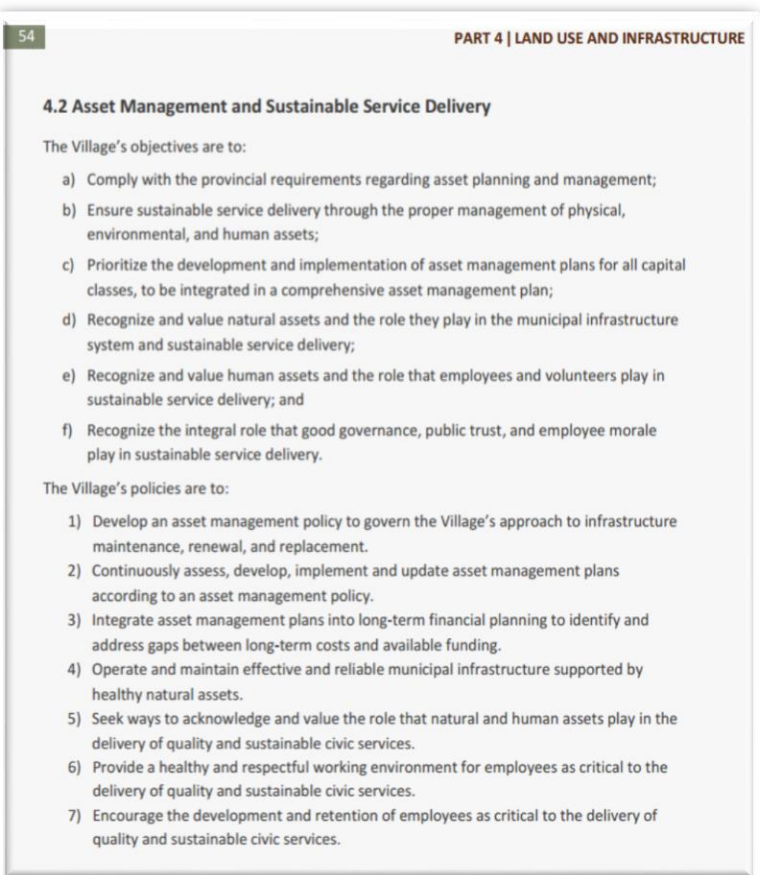 54
PART 4 | LAND USE AND INFRASTRUCTURE
4.2 Asset Management and Sustainable Service Delivery
The Village's objectives are to:
a) Comply with the provincial requirements regarding asset planning and management;
b) Ensure sustainable service delivery through the proper management of physical,
environmental, and human assets;
c) Prioritize the development and implementation of asset management plans for all capital
classes, to be integrated in a comprehensive asset management plan;
d) Recognize and value natural assets and the role they play in the municipal infrastructure
system and sustainable service delivery;
e) Recognize and value human assets and the role that employees and volunteers play in
sustainable service delivery; and
f) Recognize the integral role that good governance, public trust, and employee morale
play in sustainable service delivery.
The Village's policies are to:
1) Develop an asset management policy to govern the Village's approach to infrastructure
maintenance, renewal, and replacement.
2) Continuously assess, develop, implement and update asset management plans
according to an asset management policy.
3) Integrate asset management plans into long-term financial planning to identify and
address gaps between long-term costs and available funding.
4) Operate and maintain effective and reliable municipal infrastructure supported by
healthy natural assets.
5) Seek ways to acknowledge and value the role that natural and human assets play in the
delivery of quality and sustainable civic services.
6) Provide a healthy and respectful working environment for employees as critical to the
delivery of quality and sustainable civic services.
7) Encourage the development and retention of employees as critical to the delivery of
quality and sustainable civic services.